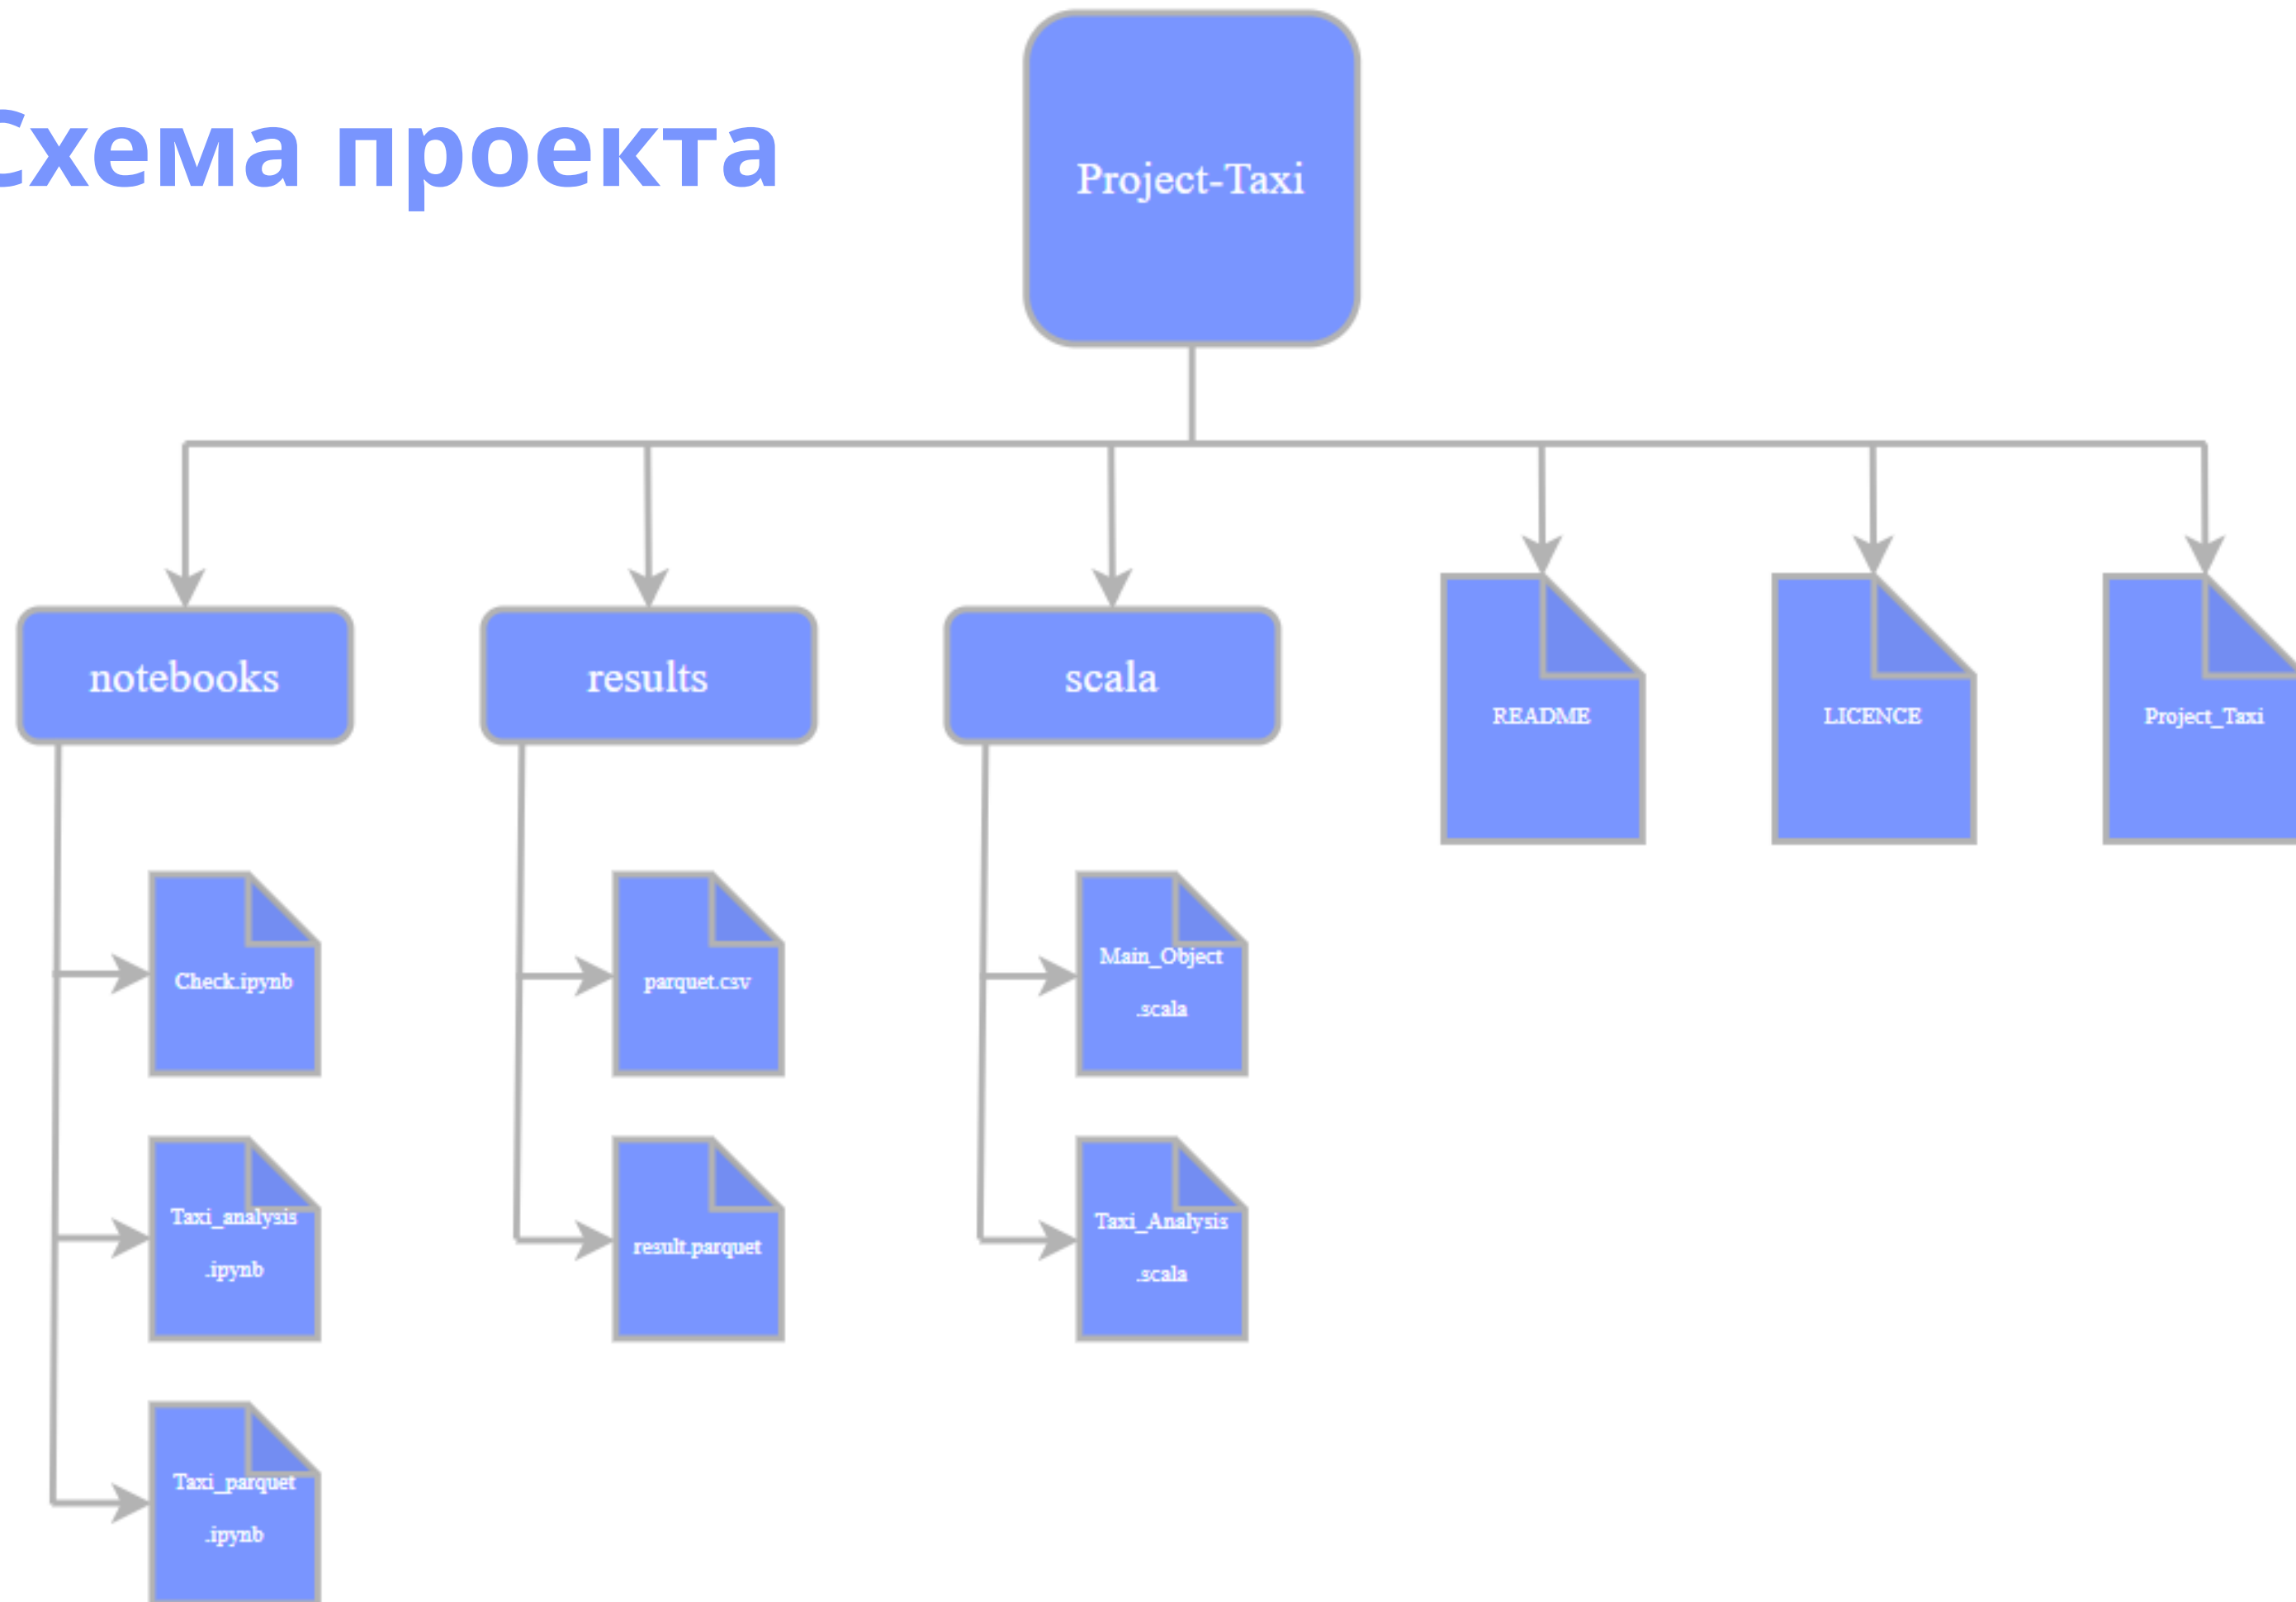 Схема проекта
Project-Taxi
notebooks
results
scala
README
LICENCE
Project_Taxi
Check.ipynb
parquet.csv
Main_Object
.scala
Taxi_analysis
.ipynb
result.parquet
Taxi_Analysis
.scala
Taxi_parquet
.ipynb